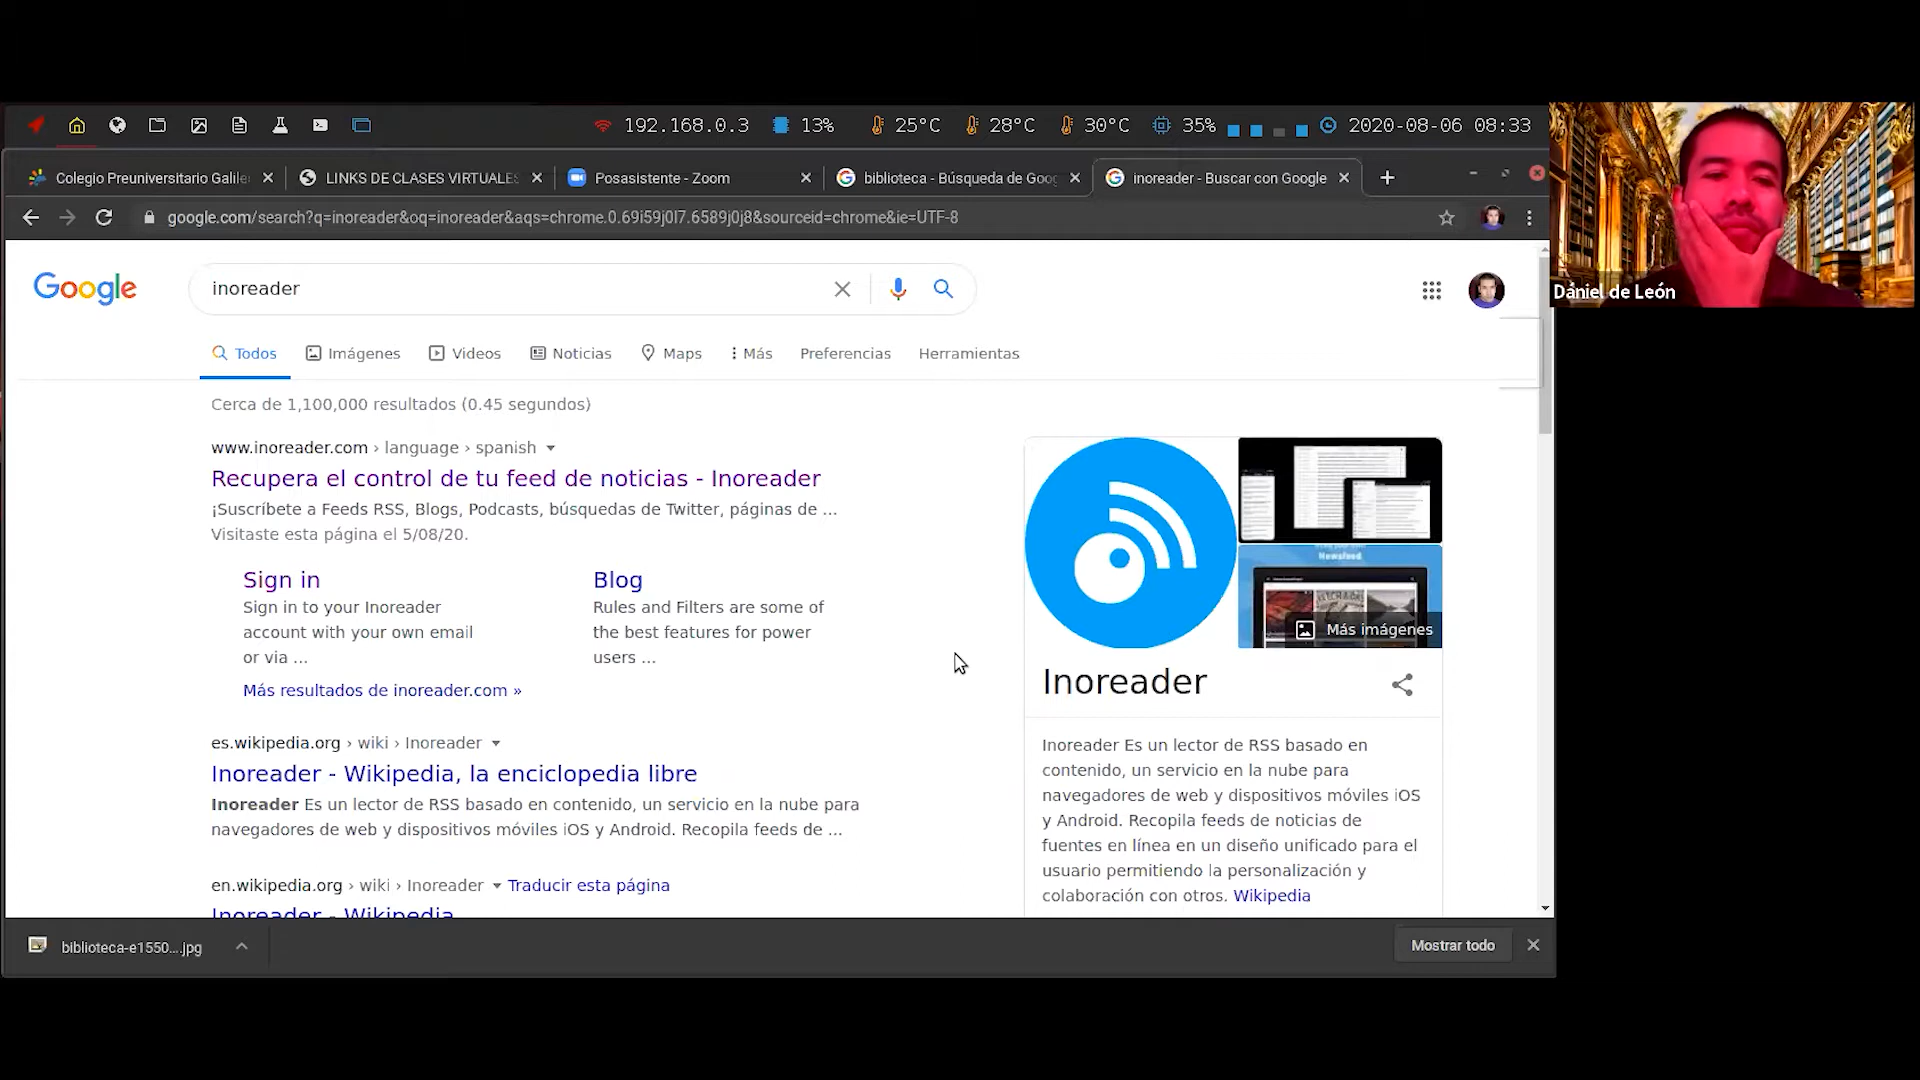 192.168.0.3 13% 25°C 28°C 30°C 35% 2020-08-06 08:33
Colegio Preuniversitario Galile
LINKS DE CLASES VIRTUALES
Posasistente - Zoom
biblioteca - Búsqueda de Goog
inoreader - Buscar con Google
google.com/search?q=inoreader&oq=inoreader&aqs=chrome.0.69i59j0l7.6589j0j8&sourceid=chrome&ie=UTF-8
Dániel de León
Google
inoreader
Todos Imágenes Videos Noticias Maps Más Preferencias Herramientas
Cerca de 1,100,000 resultados (0.45 segundos)
www.inoreader.com › language › spanish
Recupera el control de tu feed de noticias - Inoreader
¡Suscríbete a Feeds RSS, Blogs, Podcasts, búsquedas de Twitter, páginas de ...
Visitaste esta página el 5/08/20.
Sign in
Sign in to your Inoreader
account with your own email
or via ...
Blog
Rules and Filters are some of
the best features for power
users ...
Más resultados de inoreader.com »
es.wikipedia.org › wiki › Inoreader
Inoreader - Wikipedia, la enciclopedia libre
Inoreader Es un lector de RSS basado en contenido, un servicio en la nube para
navegadores de web y dispositivos móviles iOS y Android. Recopila feeds de ...
en.wikipedia.org › wiki › Inoreader Traducir esta página
Inoreader - Wikipedia
Newsfeed
Más imágenes
Inoreader
Inoreader Es un lector de RSS basado en
contenido, un servicio en la nube para
navegadores de web y dispositivos móviles iOS
y Android. Recopila feeds de noticias de
fuentes en línea en un diseño unificado para el
usuario permitiendo la personalización y
colaboración con otros. Wikipedia
biblioteca-e1550....jpg
Mostrar todo